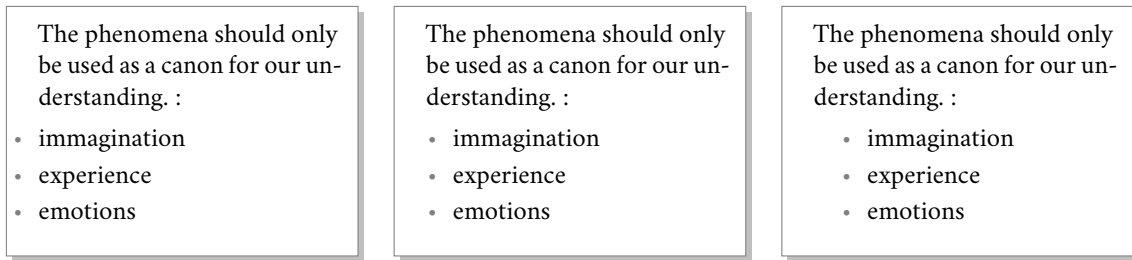 The phenomena should only
be used as a canon for our un-
derstanding. :
• immagination
• experience
• emotions
The phenomena should only
be used as a canon for our un-
derstanding. :
• immagination
• experience
• emotions
The phenomena should only
be used as a canon for our un-
derstanding. :
• immagination
• experience
• emotions